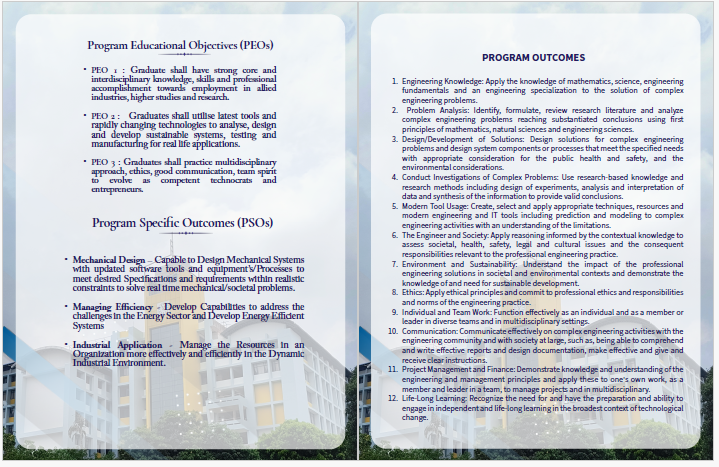 Program Educational Objectives (PEOs)
• PEO 1 : Graduate shall have strong core and
interdisciplinary knowledge, skills and professional
accomplishment towards employment in allied
industries, higher studies and research.
• PEO 2 : Graduates shall utilise latest tools and
rapidly changing technologies to analyse, design
and develop sustainable systems, testing and
manufacturing for real life applications.
• PEO 3 : Graduates shall practice multidisciplinary
approach, ethics, good communication, team spirit
to evolve as competent technocrats and
entrepreneurs.
Program Specific Outcomes (PSOs)
• Mechanical Design – Capable to Design Mechanical Systems
with updated software tools and equipment's/Processes to
meet desired Specifications and requirements within realistic
constraints to solve real time mechanical/societal problems.
• Managing Efficiency - Develop Capabilities to address the
challenges in the Energy Sector and Develop Energy Efficient
Systems
• Industrial Application - Manage the Resources in an
Organization more effectively and efficiently in the Dynamic
Industrial Environment.
PROGRAM OUTCOMES
1. Engineering Knowledge: Apply the knowledge of mathematics, science, engineering
fundamentals and an engineering specialization to the solution of complex
engineering problems.
2. Problem Analysis: Identify, formulate, review research literature and analyze
complex engineering problems reaching substantiated conclusions using first
principles of mathematics, natural sciences and engineering sciences.
3. Design/Development of Solutions: Design solutions for complex engineering
problems and design system components or processes that meet the specified needs
with appropriate consideration for the public health and safety, and the
environmental considerations.
4. Conduct Investigations of Complex Problems: Use research-based knowledge and
research methods including design of experiments, analysis and interpretation of
data and synthesis of the information to provide valid conclusions.
5. Modern Tool Usage: Create, select and apply appropriate techniques, resources and
modern engineering and IT tools including prediction and modeling to complex
engineering activities with an understanding of the limitations.
6. The Engineer and Society: Apply reasoning informed by the contextual knowledge to
assess societal, health, safety, legal and cultural issues and the consequent
responsibilities relevant to the professional engineering practice.
7. Environment and Sustainability: Understand the impact of the professional
engineering solutions in societal and environmental contexts and demonstrate the
knowledge of and need for sustainable development.
8. Ethics: Apply ethical principles and commit to professional ethics and responsibilities
and norms of the engineering practice.
9. Individual and Team Work: Function effectively as an individual and as a member or
leader in diverse teams and in multidisciplinary settings.
10. Communication: Communicate effectively on complex engineering activities with the
engineering community and with society at large, such as, being able to comprehend
and write effective reports and design documentation, make effective and give and
receive clear instructions.
11. Project Management and Finance: Demonstrate knowledge and understanding of the
engineering and management principles and apply these to one's own work, as a
member and leader in a team, to manage projects and in multidisciplinary.
12. Life-Long Learning: Recognize the need for and have the preparation and ability to
engage in independent and life-long learning in the broadest context of technological
change.